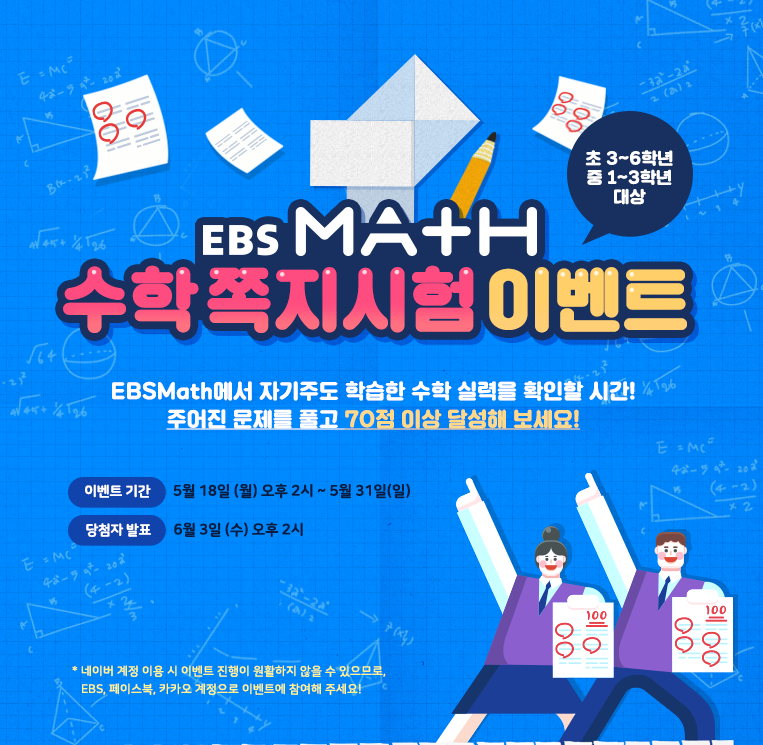 초 3~6학년
중 1~3학년
대상
EBS MATH
수학 쪽지시험 이벤트
EBSMath에서 자기주도 학습한 수학 실력을 확인할 시간!
주어진 문제를 풀고 70점 이상 달성해 보세요!
이벤트 기간 5월 18일 (월) 오후 2시 ~ 5월 31일(일)
당첨자 발표 6월 3일 (수) 오후 2시
100
100
* 네이버 계정 이용 시 이벤트 진행이 원활하지 않을 수 있으므로,
EBS, 페이스북, 카카오 계정으로 이벤트에 참여해 주세요!